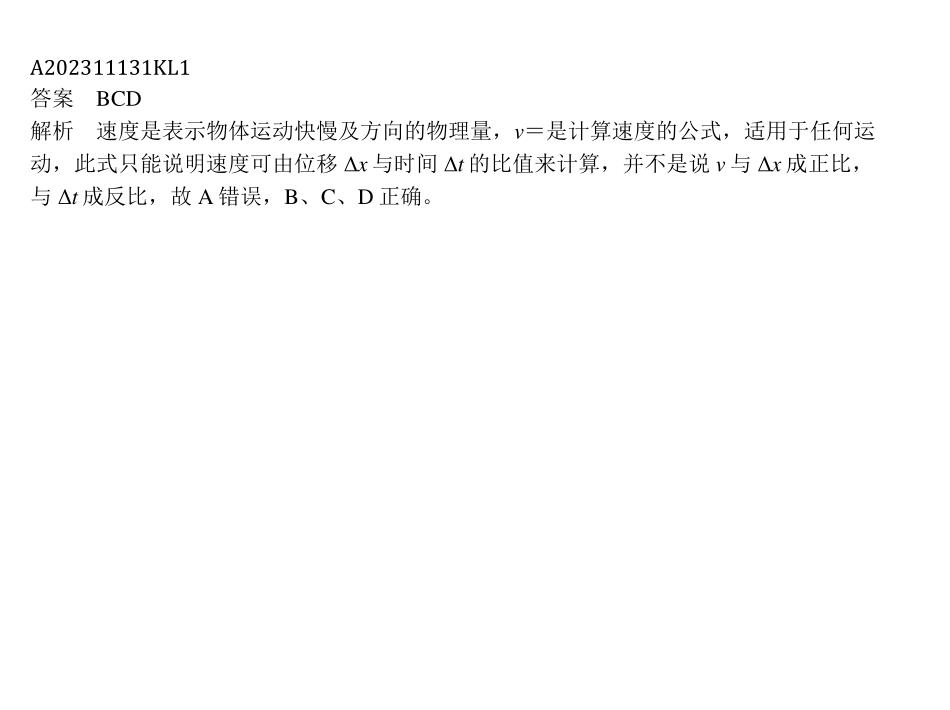 A202311131KL1
答案　BCD
解析　速度是表示物体运动快慢及方向的物理量，v＝是计算速度的公式，适用于任何运
动，此式只能说明速度可由位移 Δx 与时间 Δt 的比值来计算，并不是说 v 与 Δx 成正比，
与 Δt 成反比，故 A 错误，B、C、D 正确。